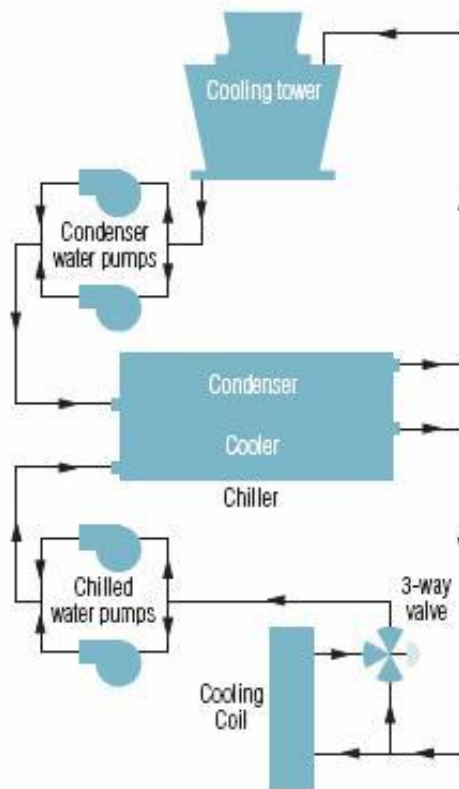 Cooling tower
Condenser
water pumps
Condenser
Cooler
Chiller
Chilled
water pumps
3-way
valve
Cooling
Coil